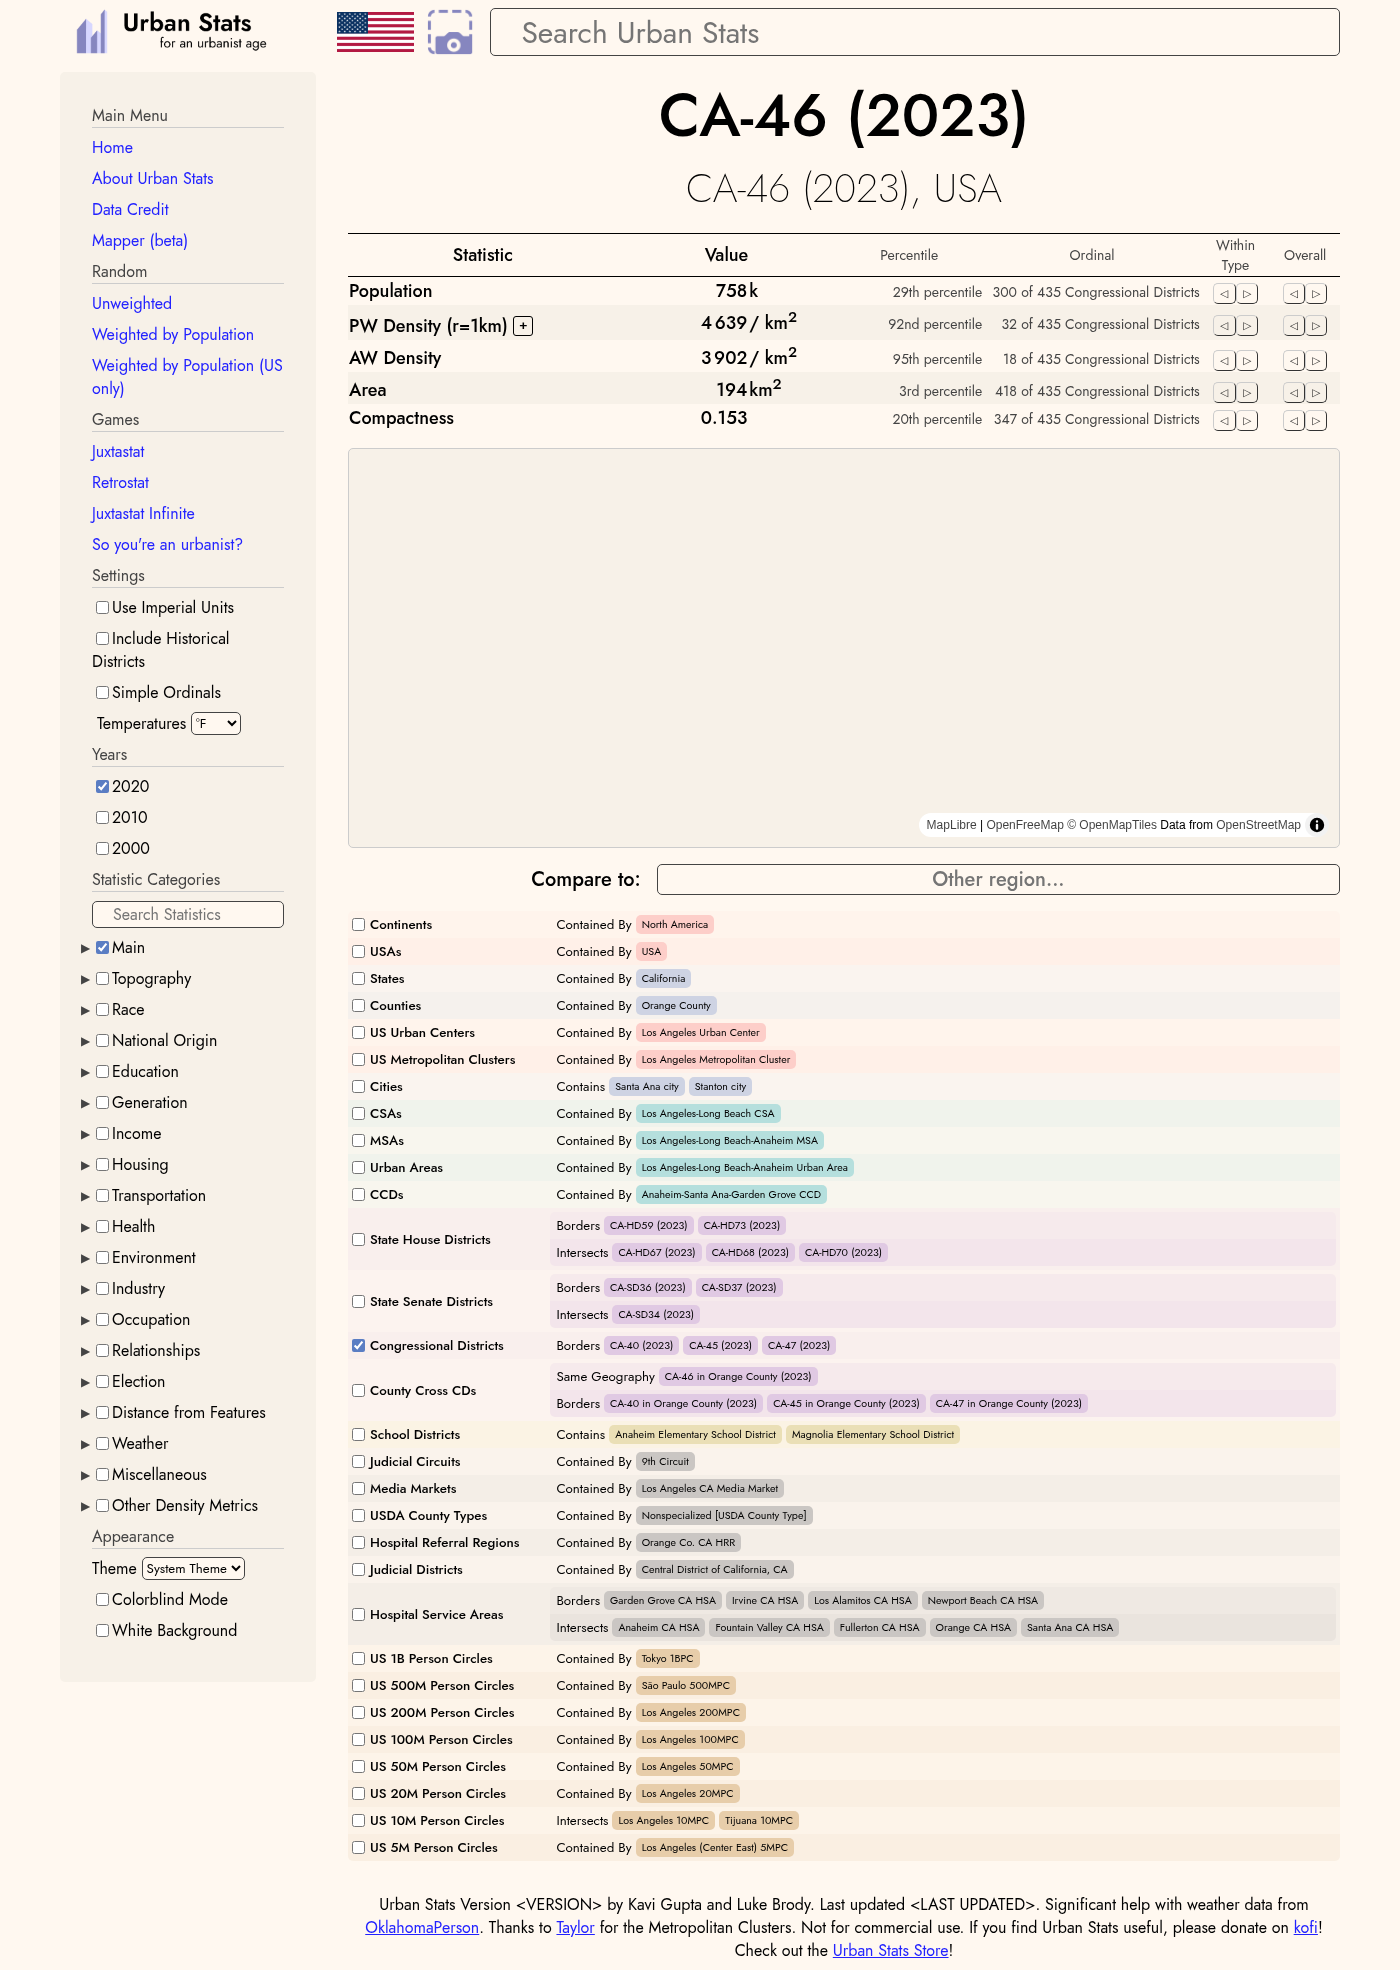 Urban Stats
for an urbanist age
Search Urban Stats
Main Menu
Home
About Urban Stats
Data Credit
Mapper (beta)
Random
Unweighted
Weighted by Population
Weighted by Population (US
only)
Games
Juxtastat
Retrostat
Juxtastat Infinite
So you're an urbanist?
Settings
Use Imperial Units
Include Historical
Districts
Simple Ordinals
Temperatures °F
Years
2020
2010
2000
Statistic Categories
Search Statistics
Main
Topography
Race
National Origin
Education
Generation
Income
Housing
Transportation
Health
Environment
Industry
Occupation
Relationships
Election
Distance from Features
Weather
Miscellaneous
Other Density Metrics
Appearance
Theme System Theme
Colorblind Mode
White Background
CA-46 (2023)
CA-46 (2023), USA
Statistic Value Percentile Ordinal Within Type Overall
Population 758k 29th percentile 300 of 435 Congressional Districts
PW Density (r=1km) + 4 639 / km2 92nd percentile 32 of 435 Congressional Districts
AW Density 3 902 / km2 95th percentile 18 of 435 Congressional Districts
Area 194 km2 3rd percentile 418 of 435 Congressional Districts
Compactness 0.153 20th percentile 347 of 435 Congressional Districts
MapLibre | OpenFreeMap © OpenMapTiles Data from OpenStreetMap
Compare to: Other region...
Continents Contained By North America
USAs Contained By USA
States Contained By California
Counties Contained By Orange County
US Urban Centers Contained By Los Angeles Urban Center
US Metropolitan Clusters Contained By Los Angeles Metropolitan Cluster
Cities Contains Santa Ana city Stanton city
CSAs Contained By Los Angeles-Long Beach CSA
MSAs Contained By Los Angeles-Long Beach-Anaheim MSA
Urban Areas Contained By Los Angeles-Long Beach-Anaheim Urban Area
CCDs Contained By Anaheim-Santa Ana-Garden Grove CCD
State House Districts Borders CA-HD59 (2023) CA-HD73 (2023)
Intersects CA-HD67 (2023) CA-HD68 (2023) CA-HD70 (2023)
State Senate Districts Borders CA-SD36 (2023) CA-SD37 (2023)
Intersects CA-SD34 (2023)
Congressional Districts Borders CA-40 (2023) CA-45 (2023) CA-47 (2023)
County Cross CDs Same Geography CA-46 in Orange County (2023)
Borders CA-40 in Orange County (2023) CA-45 in Orange County (2023) CA-47 in Orange County (2023)
School Districts Contains Anaheim Elementary School District Magnolia Elementary School District
Judicial Circuits Contained By 9th Circuit
Media Markets Contained By Los Angeles CA Media Market
USDA County Types Contained By Nonspecialized [USDA County Type]
Hospital Referral Regions Contained By Orange Co. CA HRR
Judicial Districts Contained By Central District of California, CA
Hospital Service Areas Borders Garden Grove CA HSA Irvine CA HSA Los Alamitos CA HSA Newport Beach CA HSA
Intersects Anaheim CA HSA Fountain Valley CA HSA Fullerton CA HSA Orange CA HSA Santa Ana CA HSA
US 1B Person Circles Contained By Tokyo 1BPC
US 500M Person Circles Contained By São Paulo 500MPC
US 200M Person Circles Contained By Los Angeles 200MPC
US 100M Person Circles Contained By Los Angeles 100MPC
US 50M Person Circles Contained By Los Angeles 50MPC
US 20M Person Circles Contained By Los Angeles 20MPC
US 10M Person Circles Intersects Los Angeles 10MPC Tijuana 10MPC
US 5M Person Circles Contained By Los Angeles (Center East) 5MPC
Urban Stats Version <VERSION> by Kavi Gupta and Luke Brody. Last updated <LAST UPDATED>. Significant help with weather data from
OklahomaPerson. Thanks to Taylor for the Metropolitan Clusters. Not for commercial use. If you find Urban Stats useful, please donate on kofi!
Check out the Urban Stats Store!